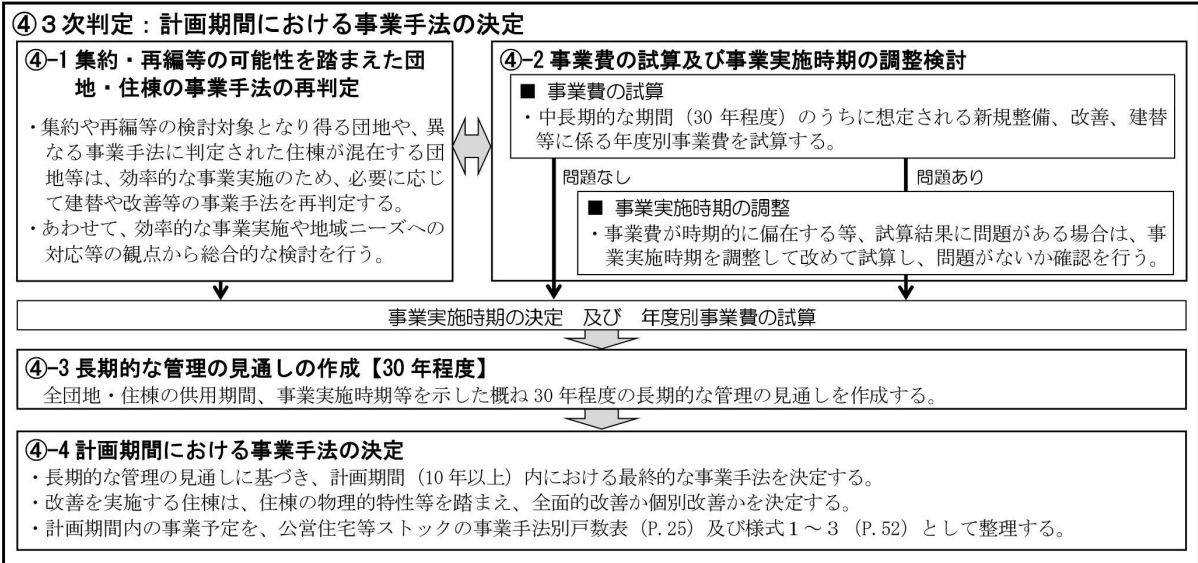 ④３次判定：計画期間における事業手法の決定
④-1 集約・再編等の可能性を踏まえた団
地・住棟の事業手法の再判定
・集約や再編等の検討対象となり得る団地や、異
なる事業手法に判定された住棟が混在する団
地等は、効率的な事業実施のため、必要に応じ
て建替や改善等の事業手法を再判定する。
・あわせて、効率的な事業実施や地域ニーズへの
対応等の観点から総合的な検討を行う。
④-2 事業費の試算及び事業実施時期の調整検討
■ 事業費の試算
・中長期的な期間（30 年程度）のうちに想定される新規整備、改善、建替
等に係る年度別事業費を試算する。
問題なし
問題あり
■ 事業実施時期の調整
・事業費が時期的に偏在する等、試算結果に問題がある場合は、事
業実施時期を調整して改めて試算し、問題がないか確認を行う。
事業実施時期の決定　及び　年度別事業費の試算
④-3 長期的な管理の見通しの作成【30 年程度】
全団地・住棟の供用期間、事業実施時期等を示した概ね 30 年程度の長期的な管理の見通しを作成する。
④-4 計画期間における事業手法の決定
・長期的な管理の見通しに基づき、計画期間（10 年以上）内における最終的な事業手法を決定する。
・改善を実施する住棟は、住棟の物理的特性等を踏まえ、全面的改善か個別改善かを決定する。
・計画期間内の事業予定を、公営住宅等ストックの事業手法別戸数表（P.25）及び様式１～３（P.52）として整理する。